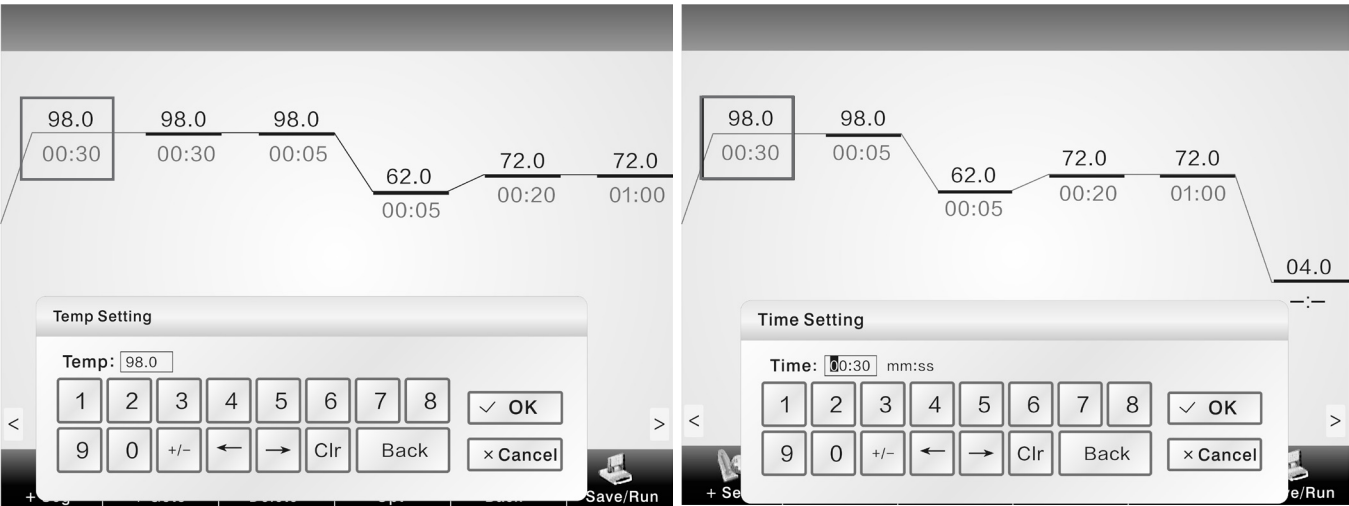 98.0 98.0 98.0
00:30 00:30 00:05
62.0 72.0 72.0
00:05 00:20 01:00
Temp Setting
Temp: 98.0
1 2 3 4 5 6 7 8
OK
9 0 +/- ← → Clr Back
× Cancel
< >
Save/Run
98.0 98.0
00:30 00:05
62.0 72.0 72.0
00:05 00:20 01:00
04.0
–:–
Time Setting
Time: 00:30 mm:ss
1 2 3 4 5 6 7 8
OK
9 0 +/- ← → Clr Back
× Cancel
< >